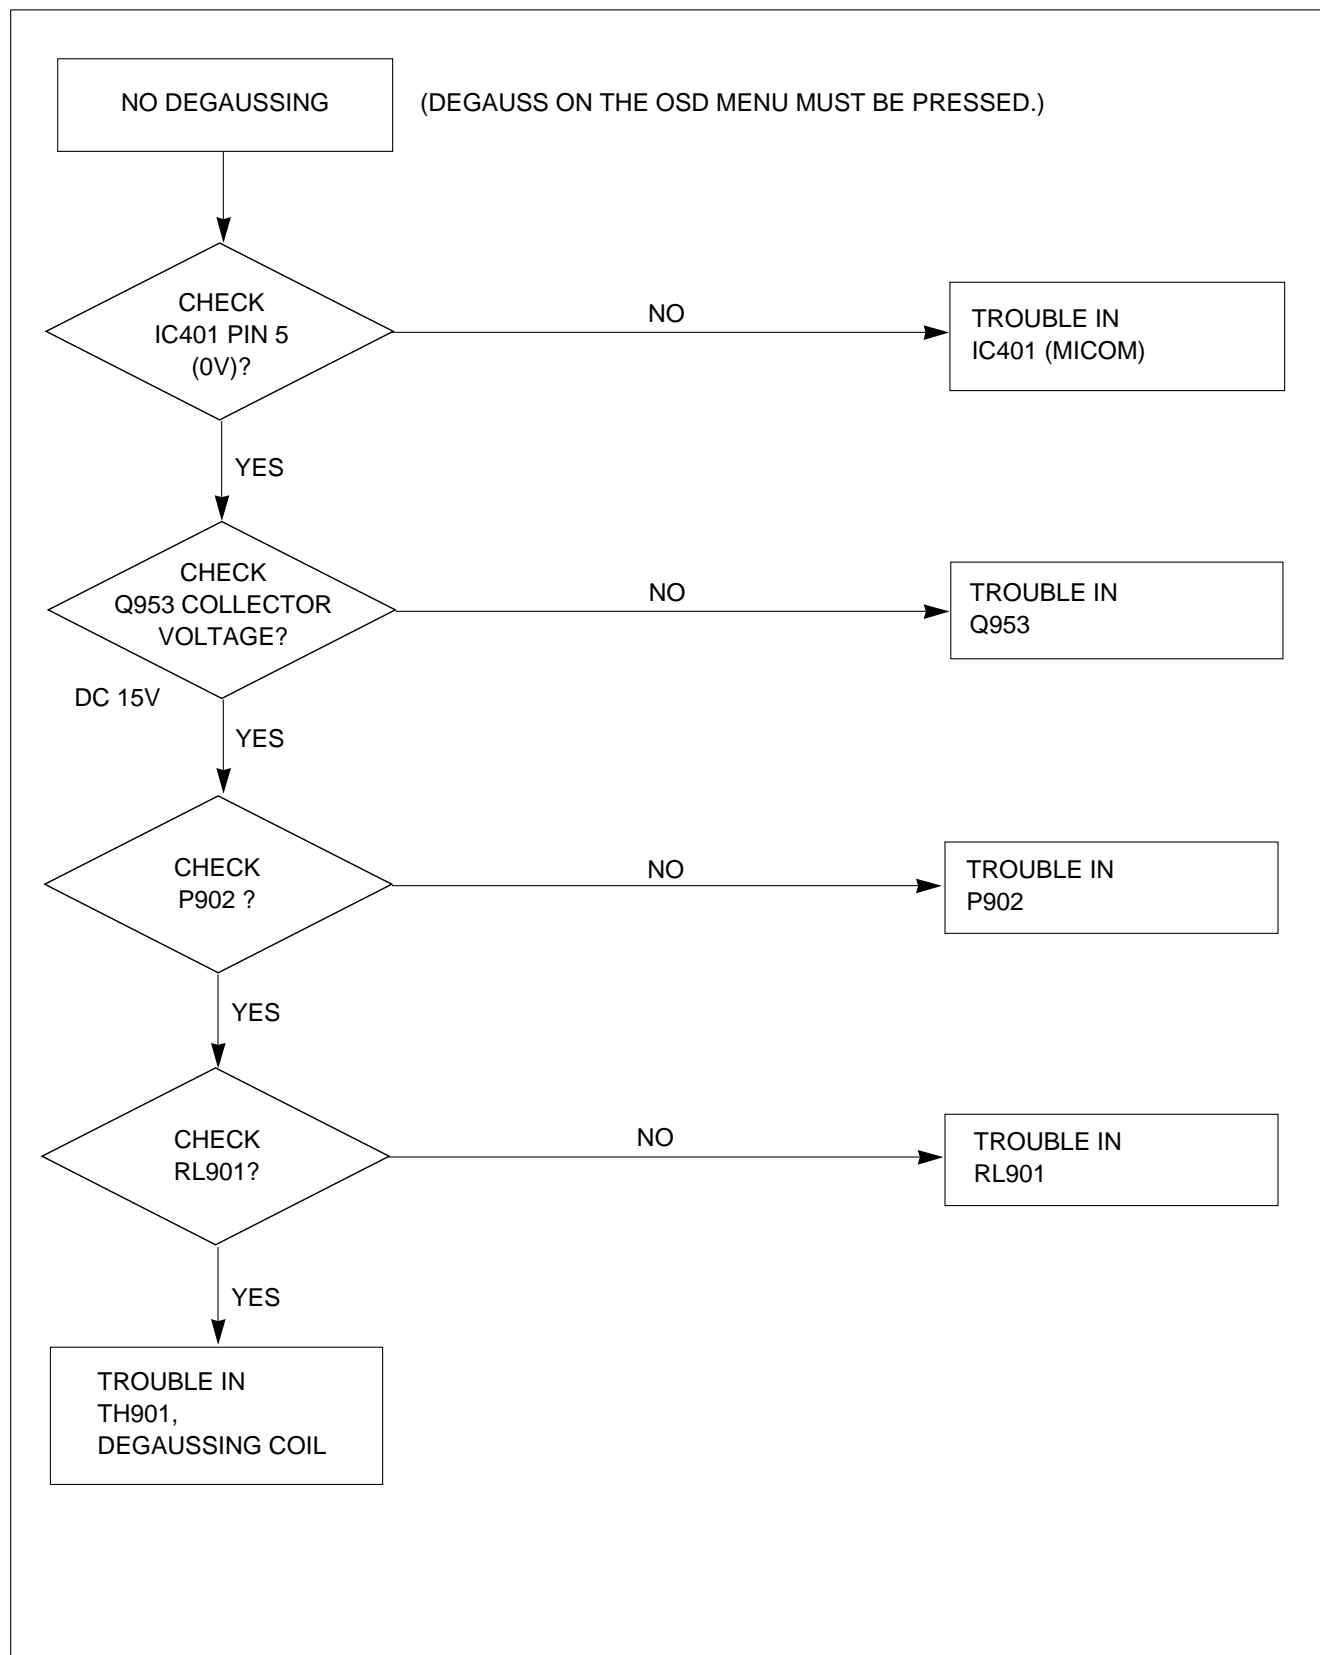 NO DEGAUSSING
(DEGAUSS ON THE OSD MENU MUST BE PRESSED.)
CHECK
IC401 PIN 5
(0V)?
NO
TROUBLE IN
IC401 (MICOM)
YES
CHECK
Q953 COLLECTOR
VOLTAGE?
DC 15V
NO
TROUBLE IN
Q953
YES
CHECK
P902 ?
NO
TROUBLE IN
P902
YES
CHECK
RL901?
NO
TROUBLE IN
RL901
YES
TROUBLE IN
TH901,
DEGAUSSING COIL